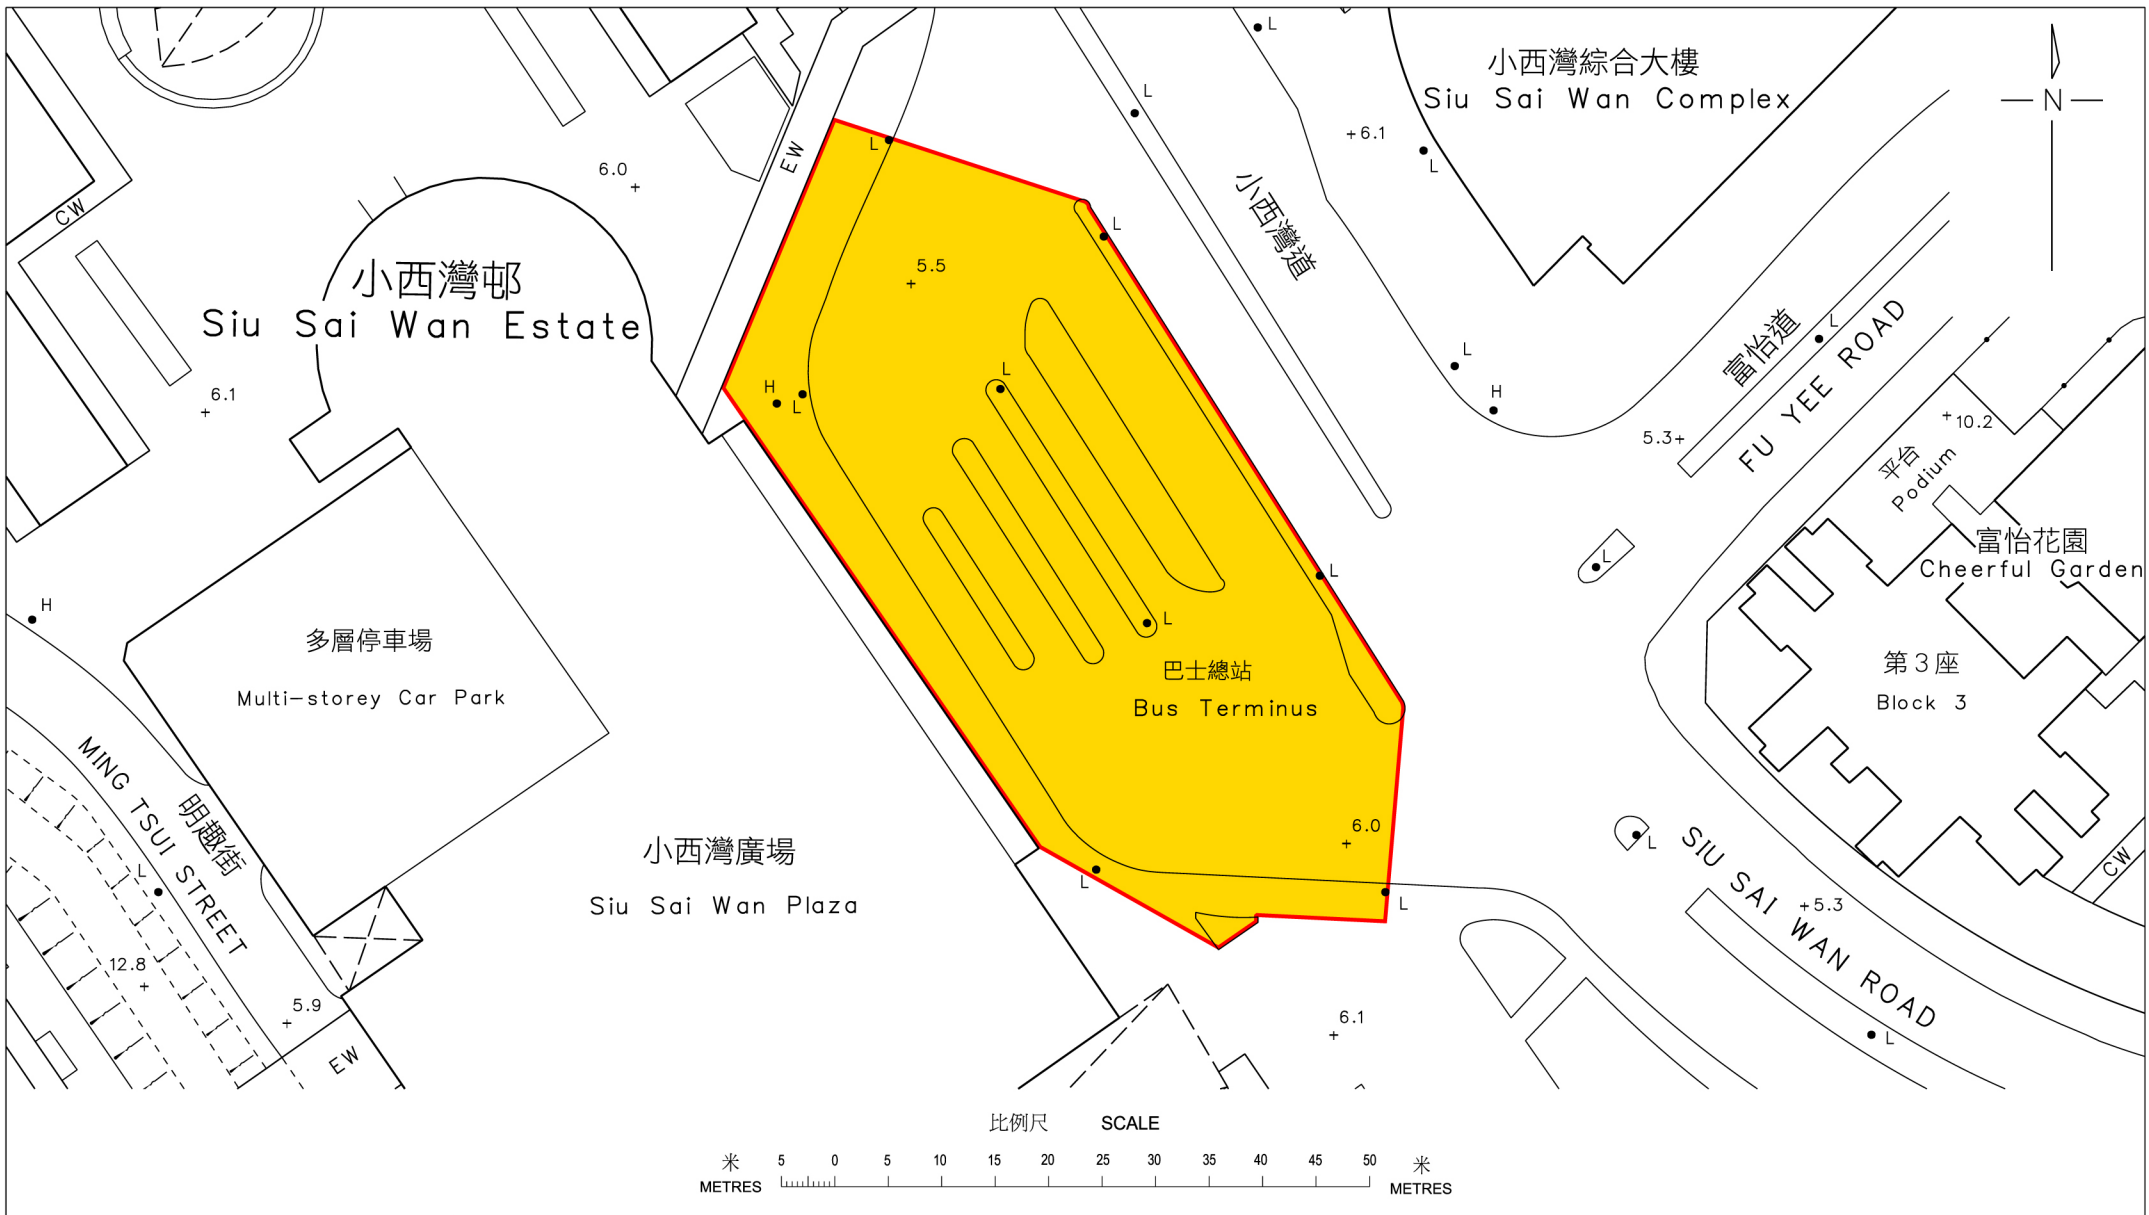 小西灣綜合大樓
Siu Sai Wan Complex
N
L
L
+6.1
L
L
EW
6.0
+
CW
小西灣道
小西灣邨
Siu Sai Wan Estate
5.5
+
L
富怡道
L
FU YEE ROAD
L
H
6.1
+
H
L
L
5.3+
+10.2
平台
Podium
富怡花園
Cheerful Garden
L
L
H
L
多層停車場
Multi-storey Car Park
巴士總站
Bus Terminus
第3座
Block 3
MING TSUI STREET
明趣街
L
小西灣廣場
Siu Sai Wan Plaza
6.0
+
L
L
L
SIU SAI WAN ROAD
+5.3
CW
12.8
+
5.9
+
EW
6.1
+
L
比例尺 SCALE
米 5 0 5 10 15 20 25 30 35 40 45 50 米
METRES METRES